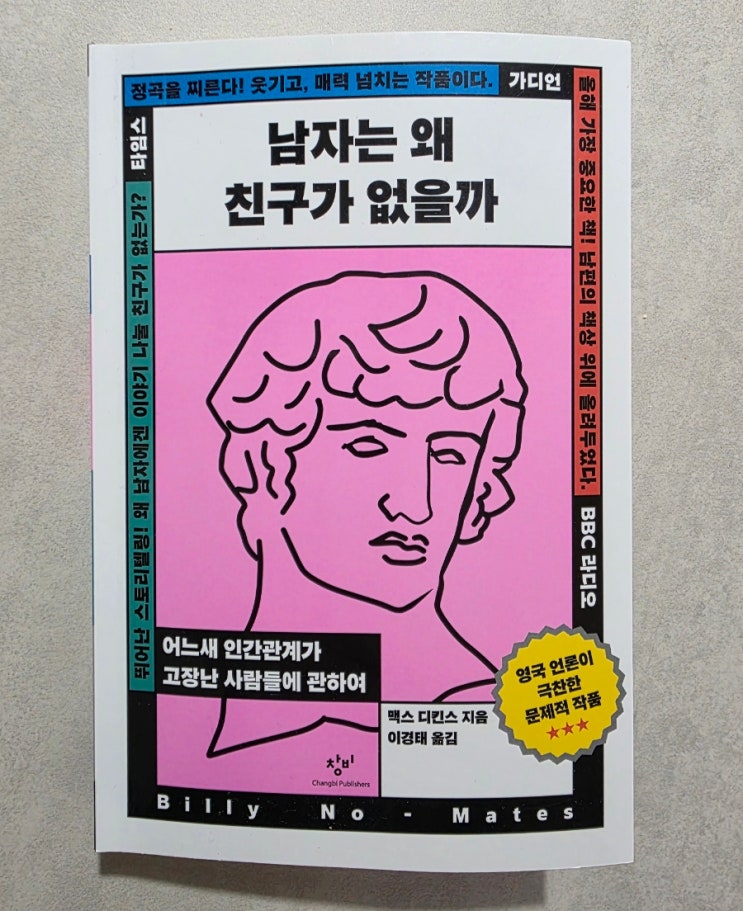 정곡을 찌른다! 웃기고, 매력 넘치는 작품이다. 가디언
남자는 왜
친구가 없을까
올해 가장 중요한 책! 남편의 책상 위에 올려두었다. BBC 라디오
뛰어난 스토리텔링! 왜 남자에겐 이야기 나눌 친구가 없는가? 타임스
어느새 인간관계가
고장난 사람들에 관하여
맥스 디킨스 지음
이경태 옮김
영국 언론이
극찬한
문제적 작품
창비
Changbi Publishers
Billy No-Mates